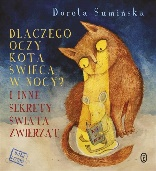 Dorota Sumińska
DLACZEGO
OCZY
KOTA
ŚWIECĄ
W NOCY?
I INNE
SEKRETY
ŚWIATA
ZWIERZĄT